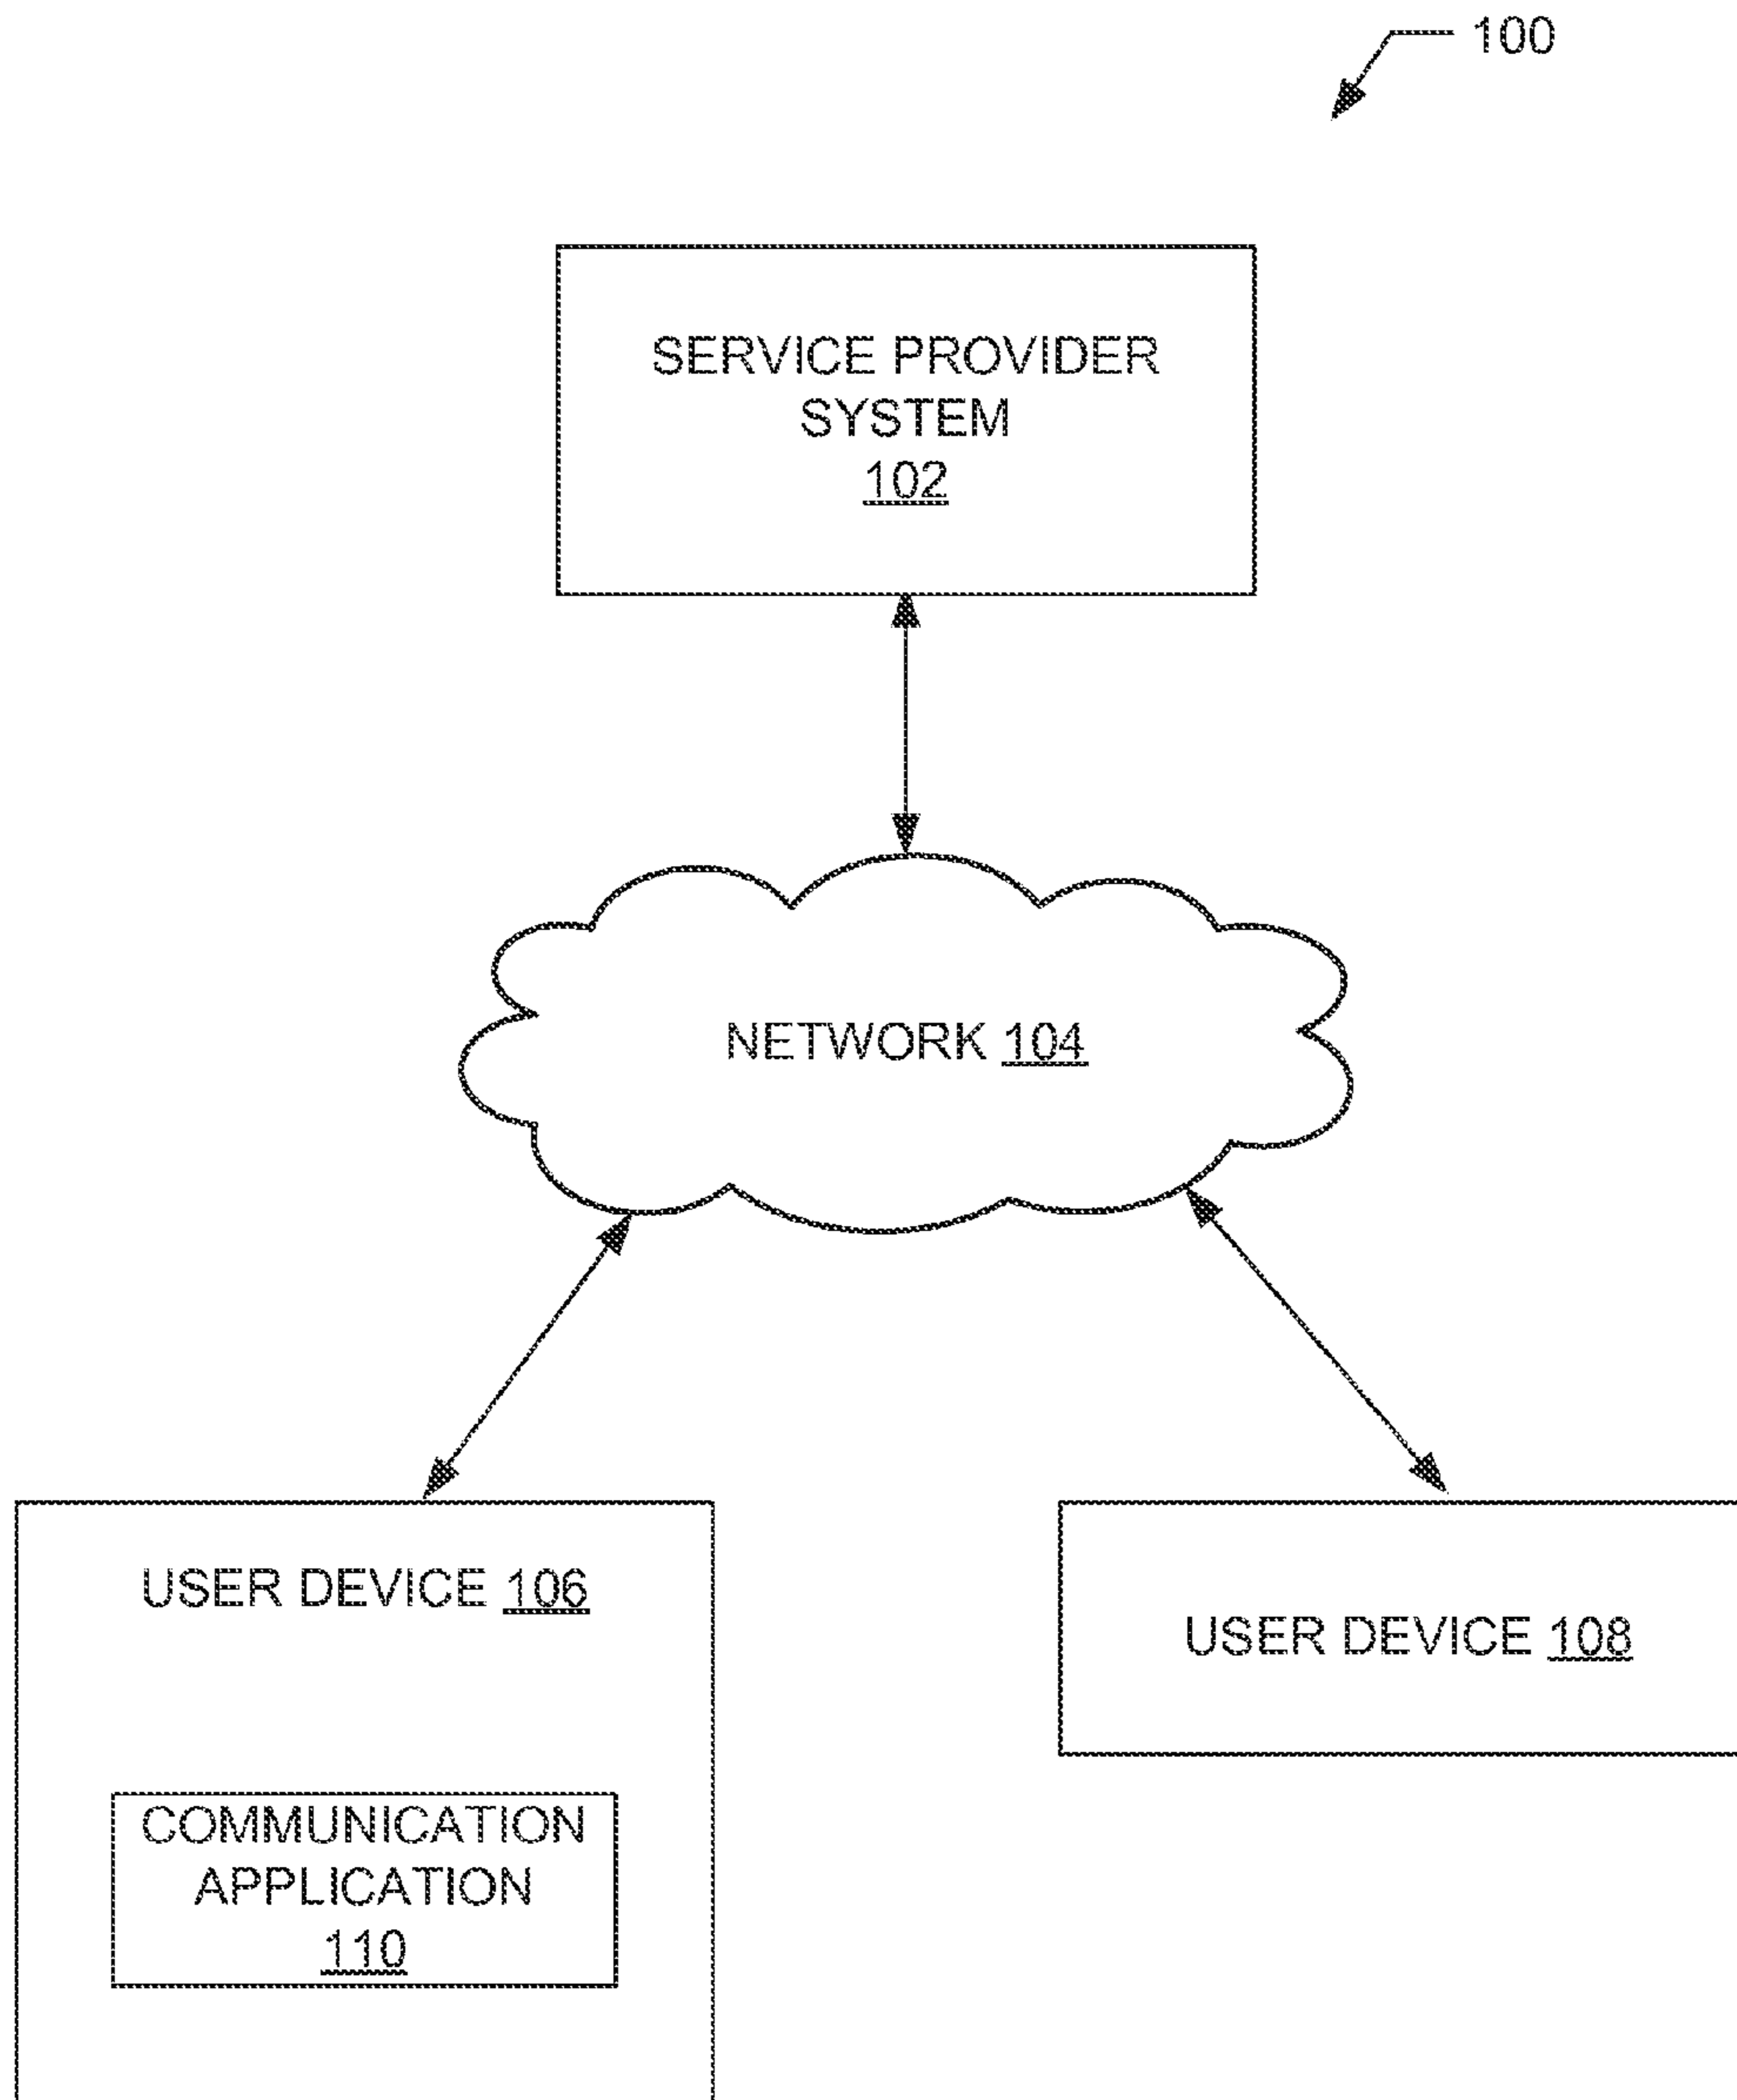 100
SERVICE PROVIDER
SYSTEM
102
NETWORK 104
USER DEVICE 106
USER DEVICE 108
COMMUNICATION
APPLICATION
110